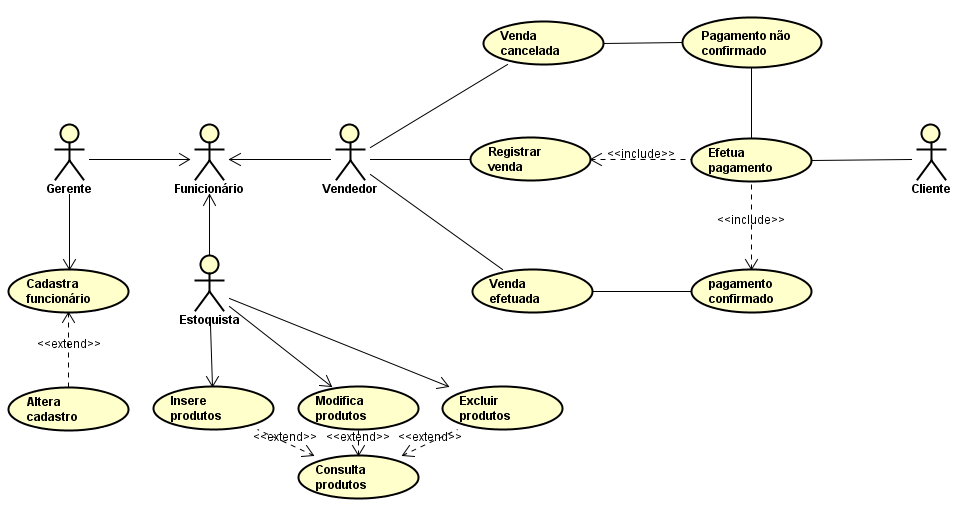 Venda
cancelada
Pagamento não
confirmado
Gerente
Funicionário
Vendedor
Registrar
venda
<<include>>
Efetua
pagamento
Cliente
<<include>>
Cadastra
funcionário
Estoquista
Venda
efetuada
pagamento
confirmado
<<extend>>
Altera
cadastro
Insere
produtos
Modifica
produtos
Excluir
produtos
<<extend>>
<<extend>>
<<extend>>
Consulta
produtos